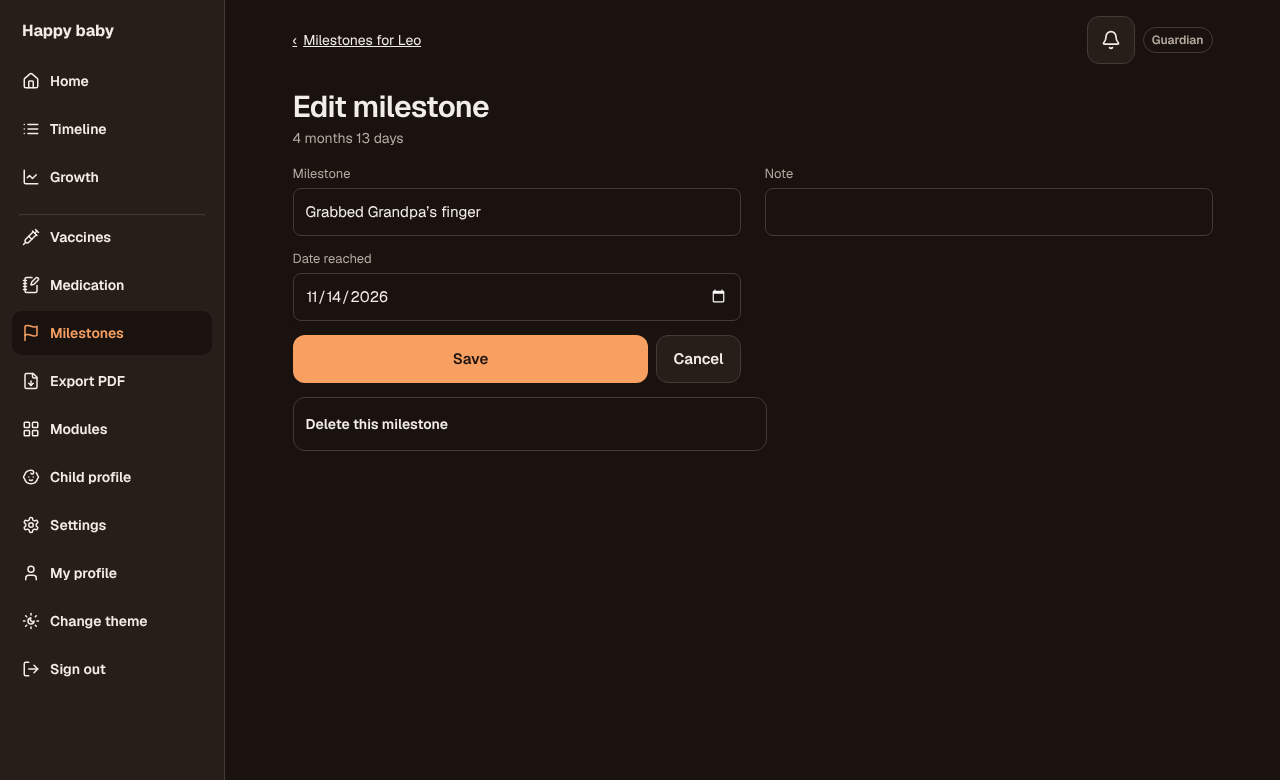 Happy baby
Home
Timeline
Growth
Vaccines
Medication
Milestones
Export PDF
Modules
Child profile
Settings
My profile
Change theme
Sign out
‹ Milestones for Leo
Guardian
Edit milestone
4 months 13 days
Milestone
Grabbed Grandpa's finger
Note
Date reached
11/14/2026
Save
Cancel
Delete this milestone